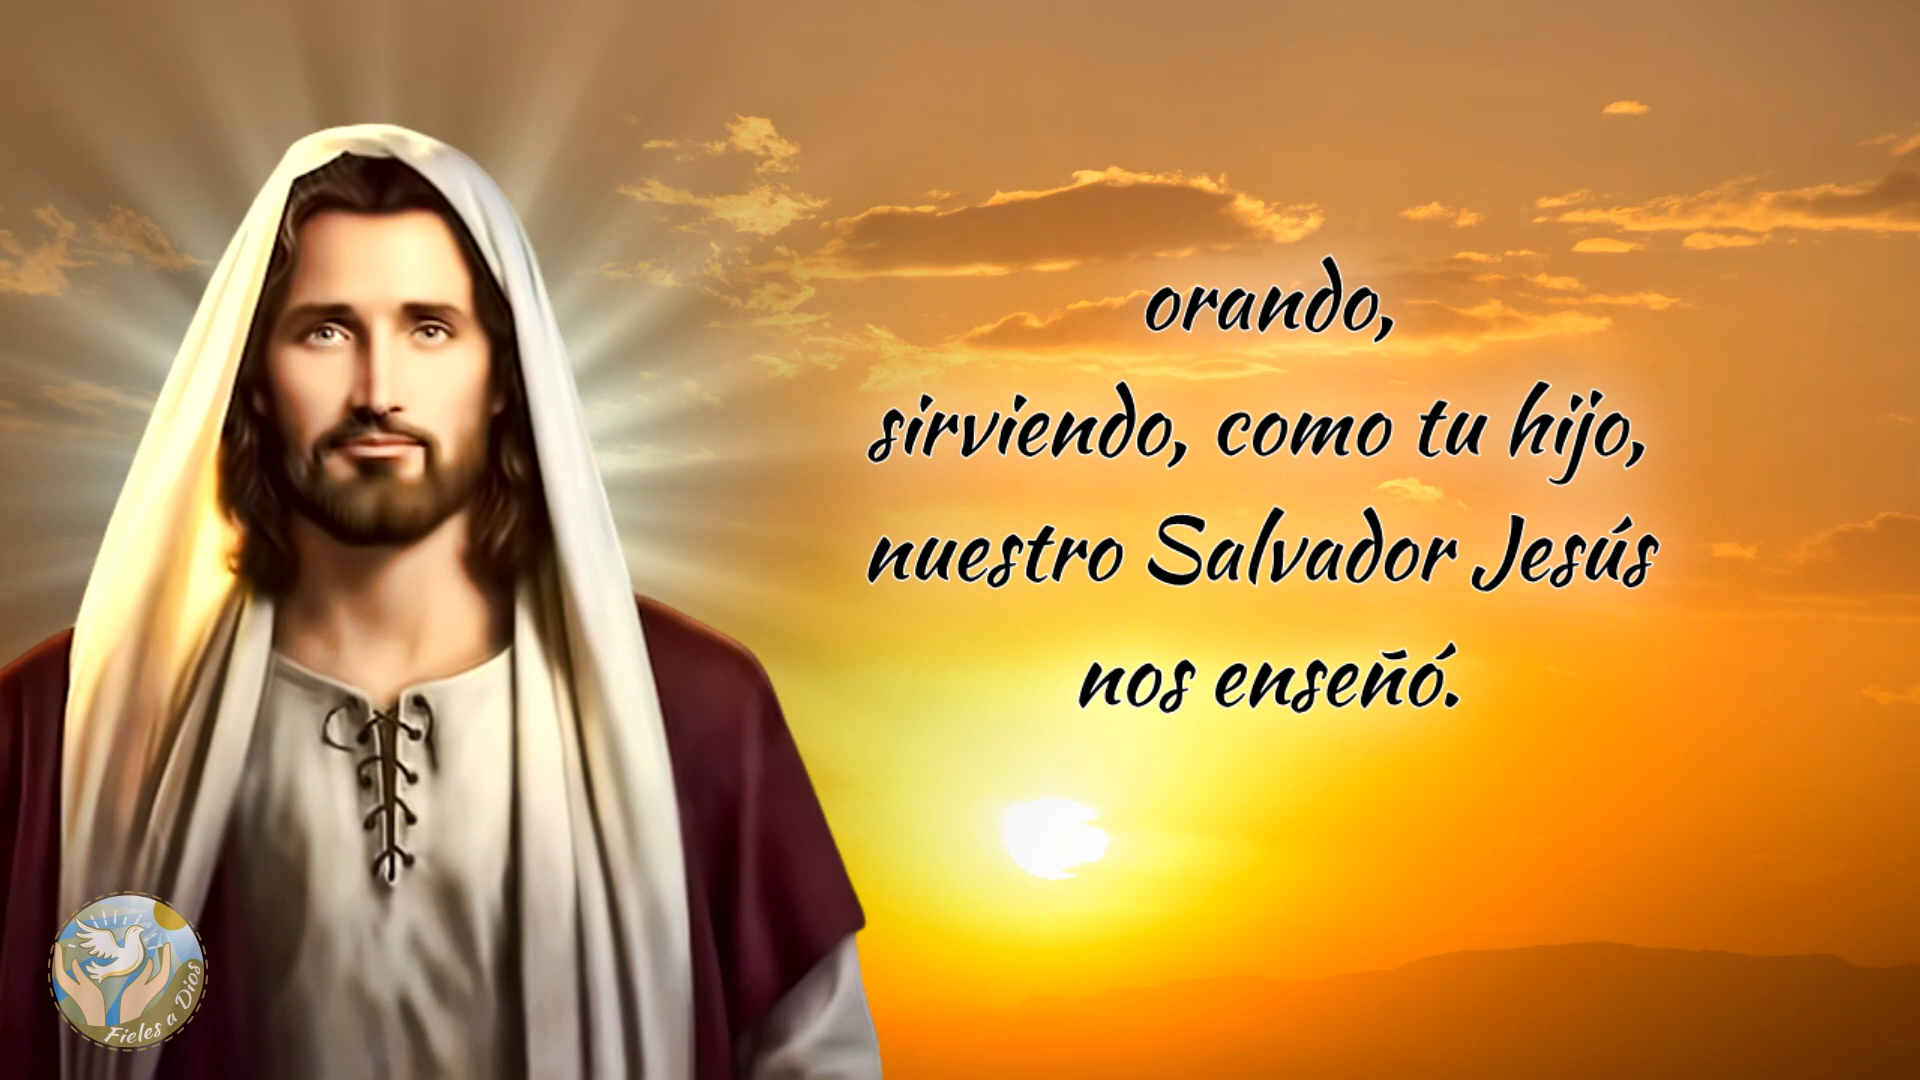 orando,
sirviendo, como tu hijo,
nuestro Salvador Jesús
nos enseñó.
Fieles a Dios